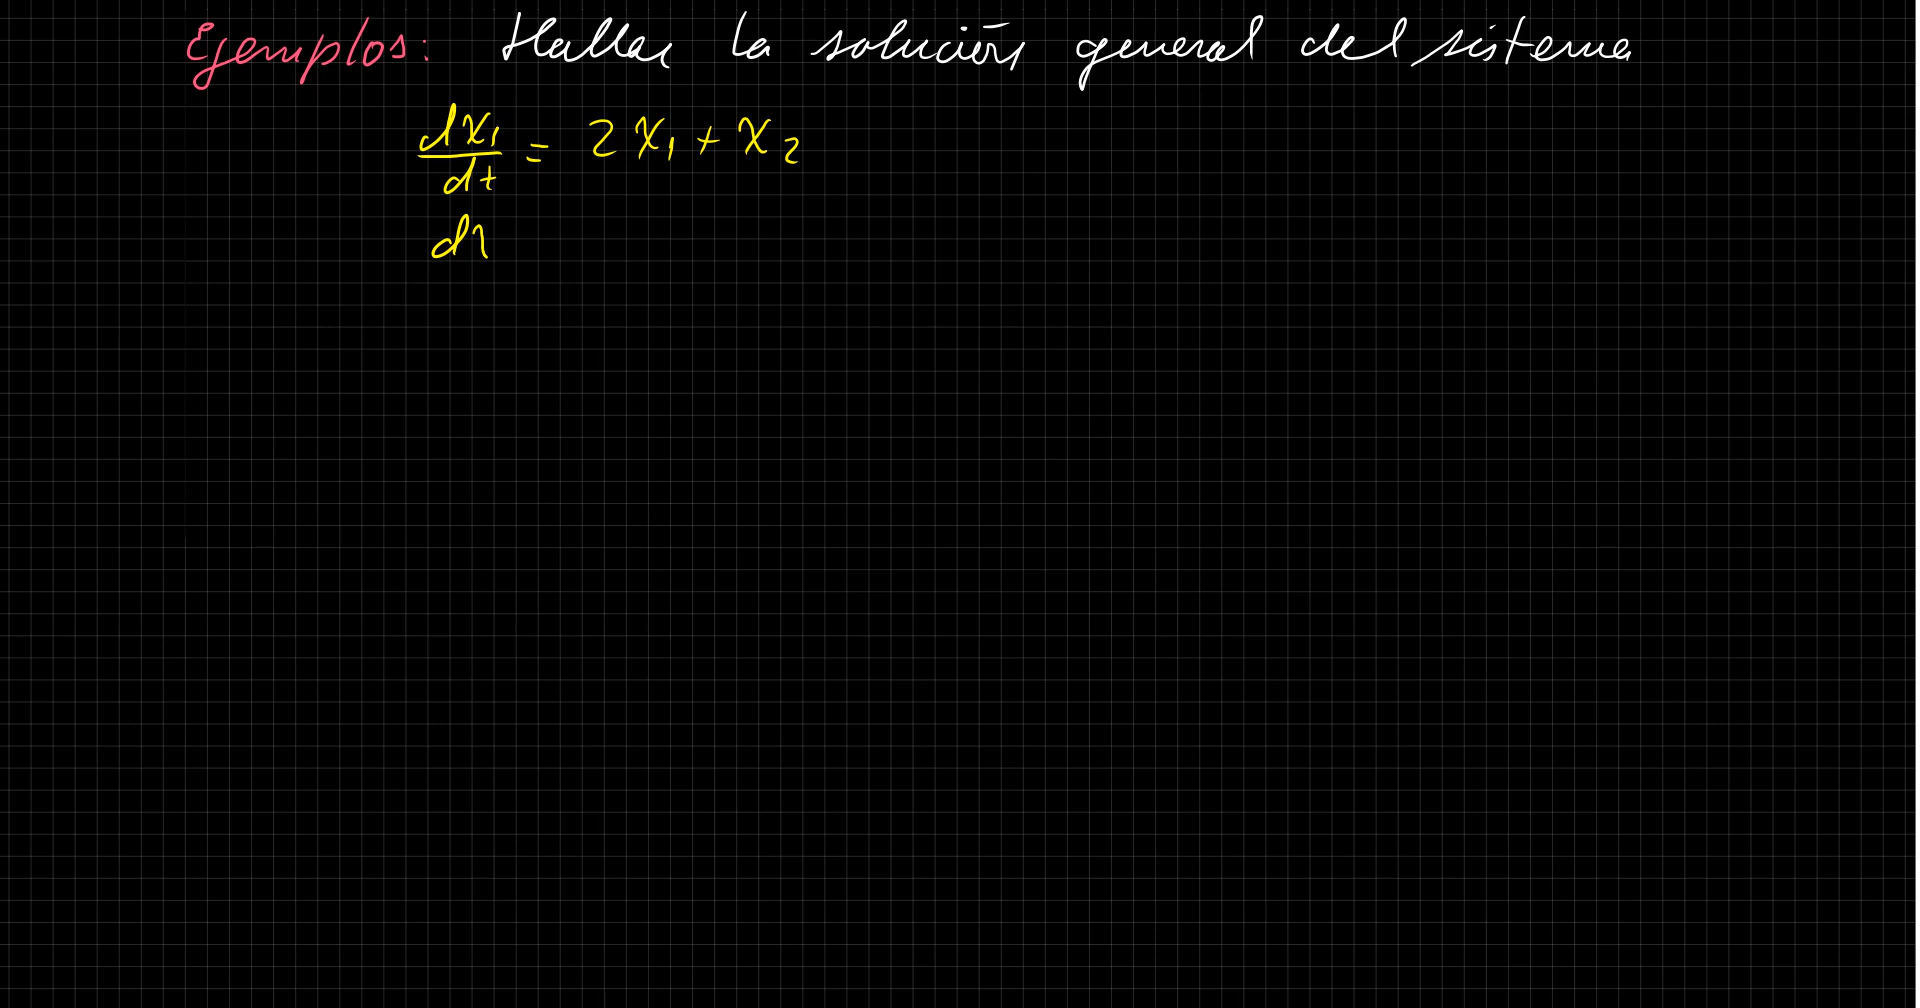 Ejemplos: Hallar la solución general del sistema
dx₁/dt = 2x₁ + x₂